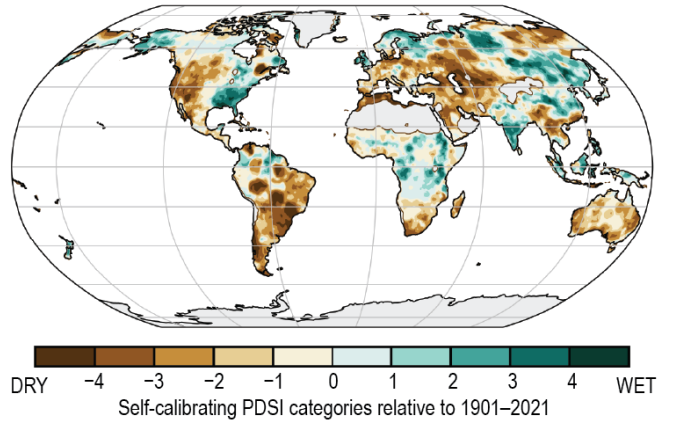 DRY −4 −3 −2 −1 0 1 2 3 4 WET
Self-calibrating PDSI categories relative to 1901–2021